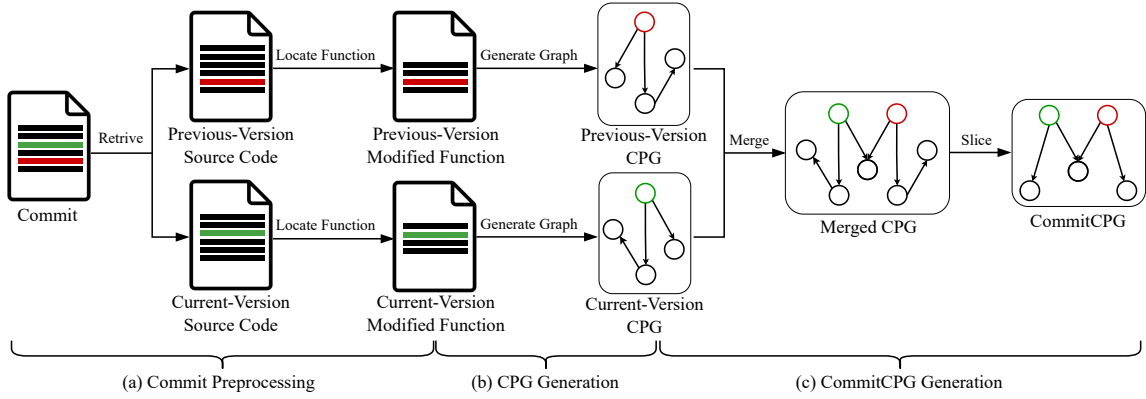 Commit
Retrive
Previous-Version
Source Code
Locate Function
Previous-Version
Modified Function
Generate Graph
Previous-Version
CPG
Current-Version
Source Code
Locate Function
Current-Version
Modified Function
Generate Graph
Current-Version
CPG
Merge
Merged CPG
Slice
CommitCPG
(a) Commit Preprocessing
(b) CPG Generation
(c) CommitCPG Generation